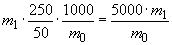 m₁ · 250/50 · 1000/m₀ = 5000 · m₁/m₀